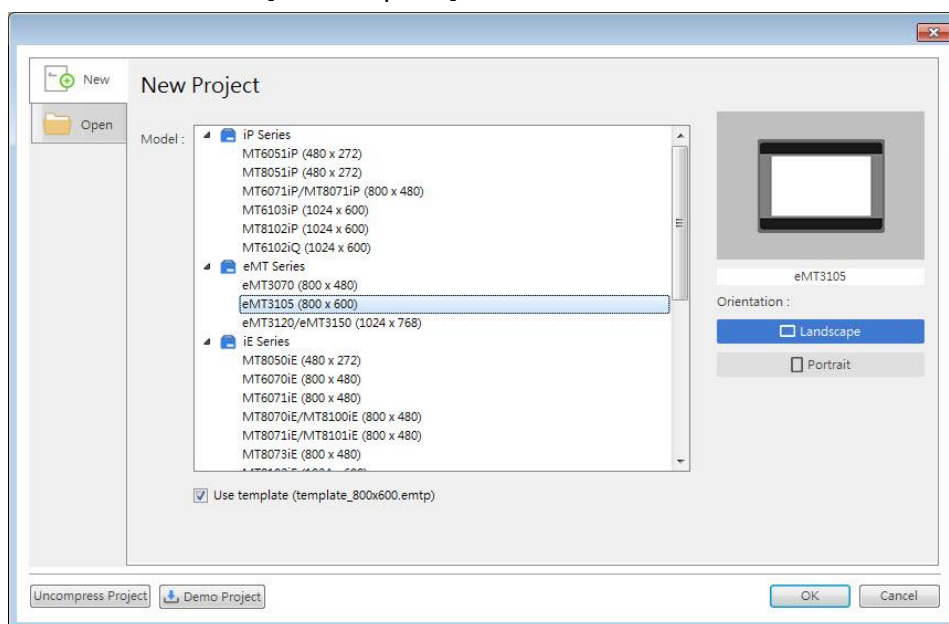 New
Open
New Project
Model :
iP Series
MT6051iP (480 x 272)
MT8051iP (480 x 272)
MT6071iP/MT8071iP (800 x 480)
MT6103iP (1024 x 600)
MT8102iP (1024 x 600)
MT6102iQ (1024 x 600)
eMT Series
eMT3070 (800 x 480)
eMT3105 (800 x 600)
eMT3120/eMT3150 (1024 x 768)
iE Series
MT8050iE (480 x 272)
MT6070iE (800 x 480)
MT6071iE (800 x 480)
MT8070iE/MT8100iE (800 x 480)
MT8071iE/MT8101iE (800 x 480)
MT8073iE (800 x 480)
Use template (template_800x600.emtp)
eMT3105
Orientation :
Landscape
Portrait
Uncompress Project
Demo Project
OK
Cancel